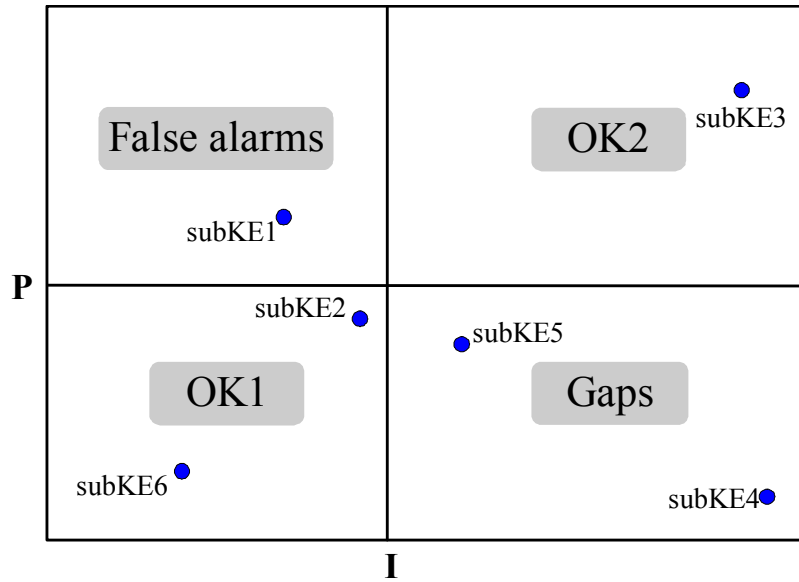 False alarms
OK2
subKE3
subKE1
P
subKE2
subKE5
OK1
Gaps
subKE6
subKE4
I